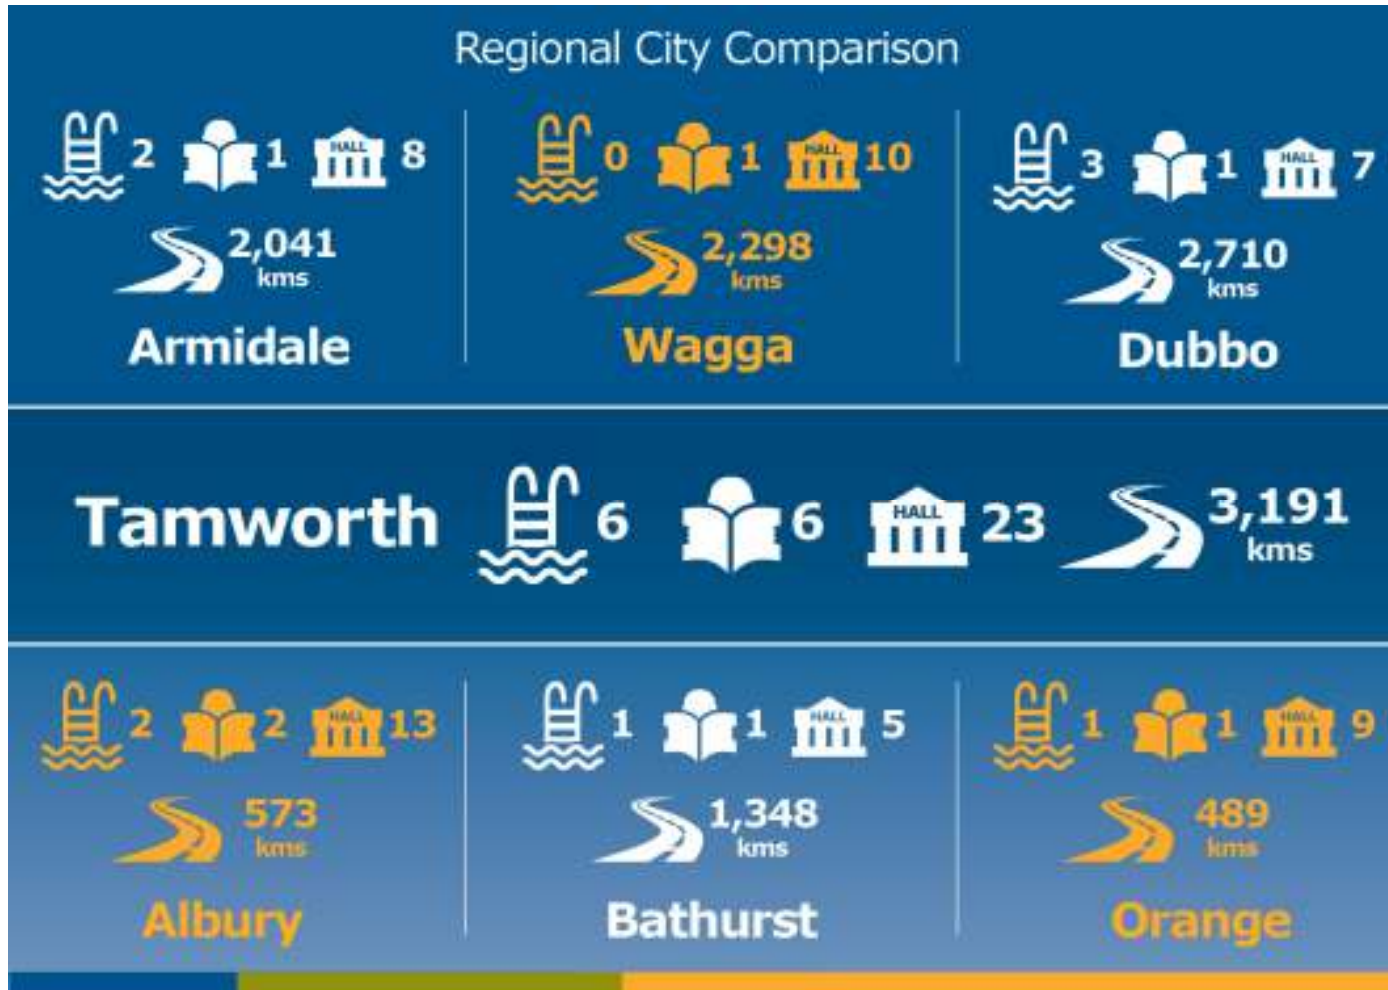 Regional City Comparison
2 1 HALL 8
2,041
kms
Armidale
0 1 HALL 10
2,298
kms
Wagga
3 1 HALL 7
2,710
kms
Dubbo
Tamworth 6 6 HALL 23 3,191
kms
2 2 HALL 13
573
kms
Albury
1 1 HALL 5
1,348
kms
Bathurst
1 1 HALL 9
489
kms
Orange